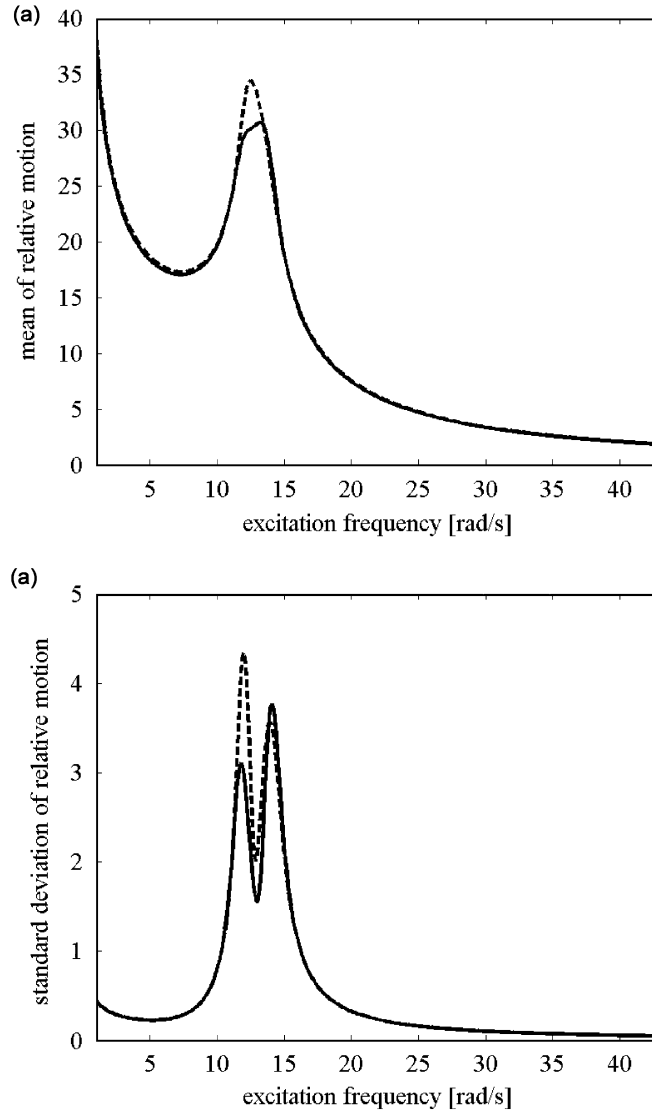 (a)
40
35
30
25
20
15
10
5
0
mean of relative motion
5 10 15 20 25 30 35 40
excitation frequency [rad/s]
(a)
5
4
3
2
1
0
standard deviation of relative motion
5 10 15 20 25 30 35 40
excitation frequency [rad/s]